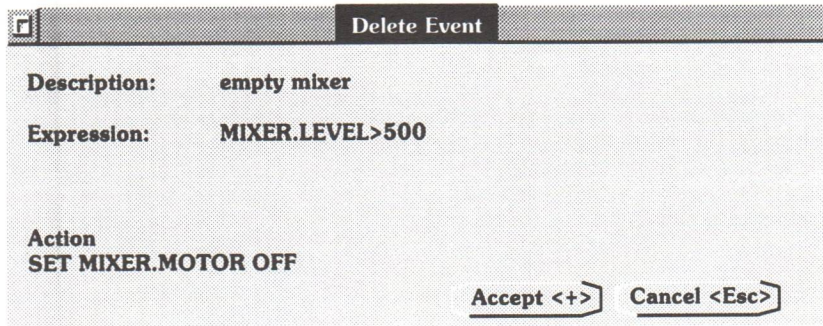 Delete Event
Description: empty mixer
Expression: MIXER.LEVEL>500
Action
SET MIXER.MOTOR OFF
Accept <+> Cancel <Esc>